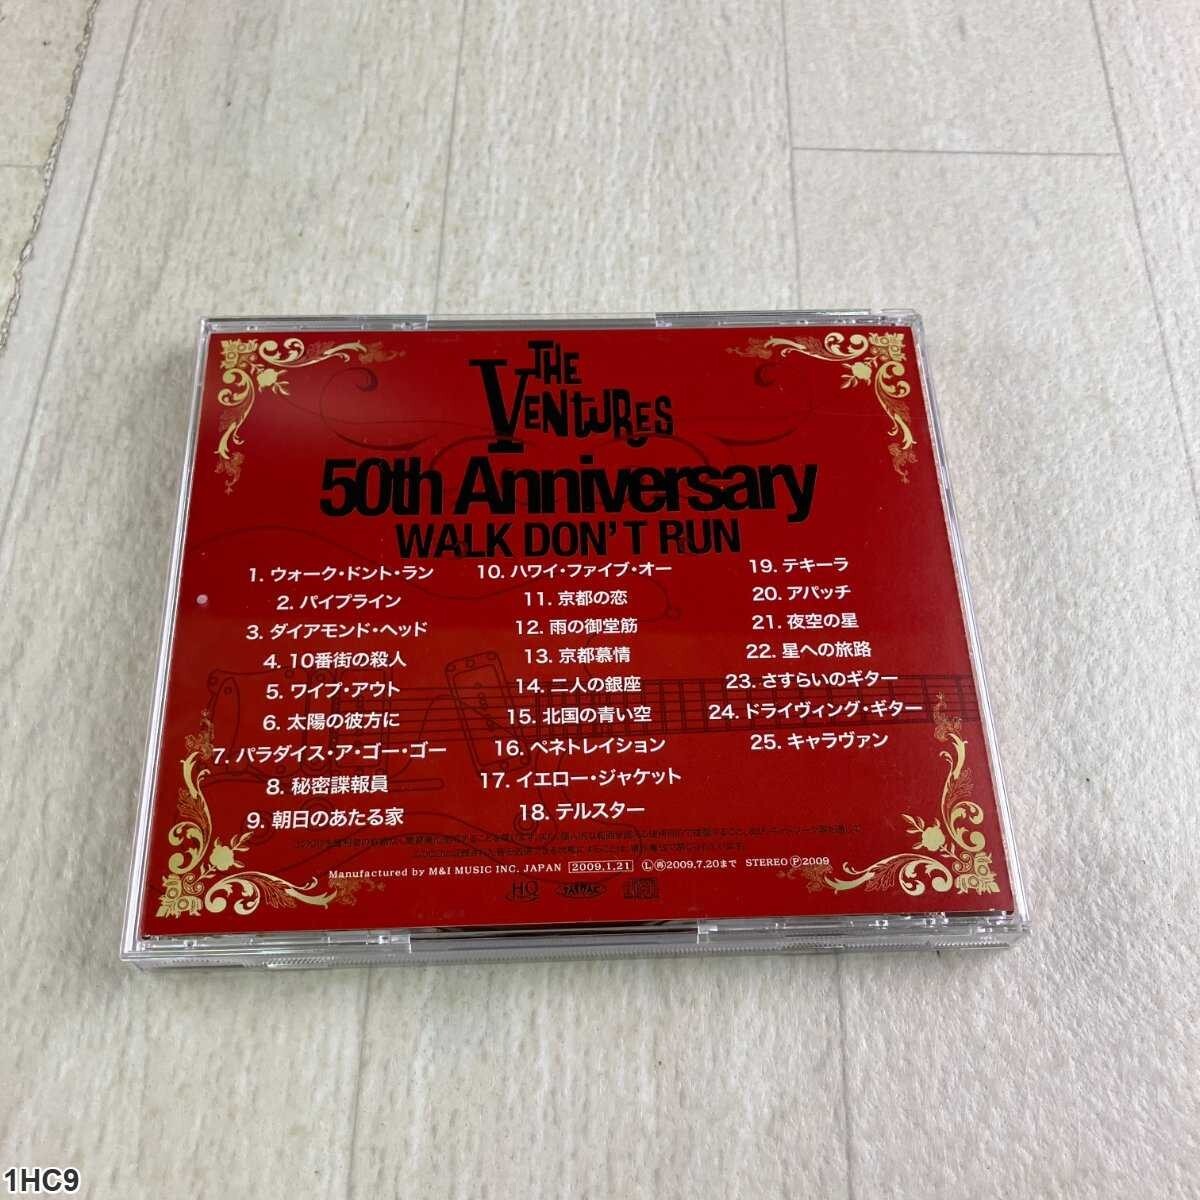 THE
VENTURES
50th Anniversary
WALK DON'T RUN
1. ウォーク・ドント・ラン
2. パイプライン
3. ダイアモンド・ヘッド
4. 10番街の殺人
5. ワイプ・アウト
6. 太陽の彼方に
7. パラダイス・ア・ゴー・ゴー
8. 秘密諜報員
9. 朝日のあたる家
10. ハワイ・ファイブ・オー
11. 京都の恋
12. 雨の御堂筋
13. 京都慕情
14. 二人の銀座
15. 北国の青い空
16. ペネトレイション
17. イエロー・ジャケット
18. テルスター
19. テキーラ
20. アパッチ
21. 夜空の星
22. 星への旅路
23. さすらいのギター
24. ドライヴィング・ギター
25. キャラヴァン
Manufactured by M&I MUSIC INC. JAPAN 2009.1.21 Ⓛ㊞2009.7.20まで STEREO Ⓟ2009
HQ
1HC9